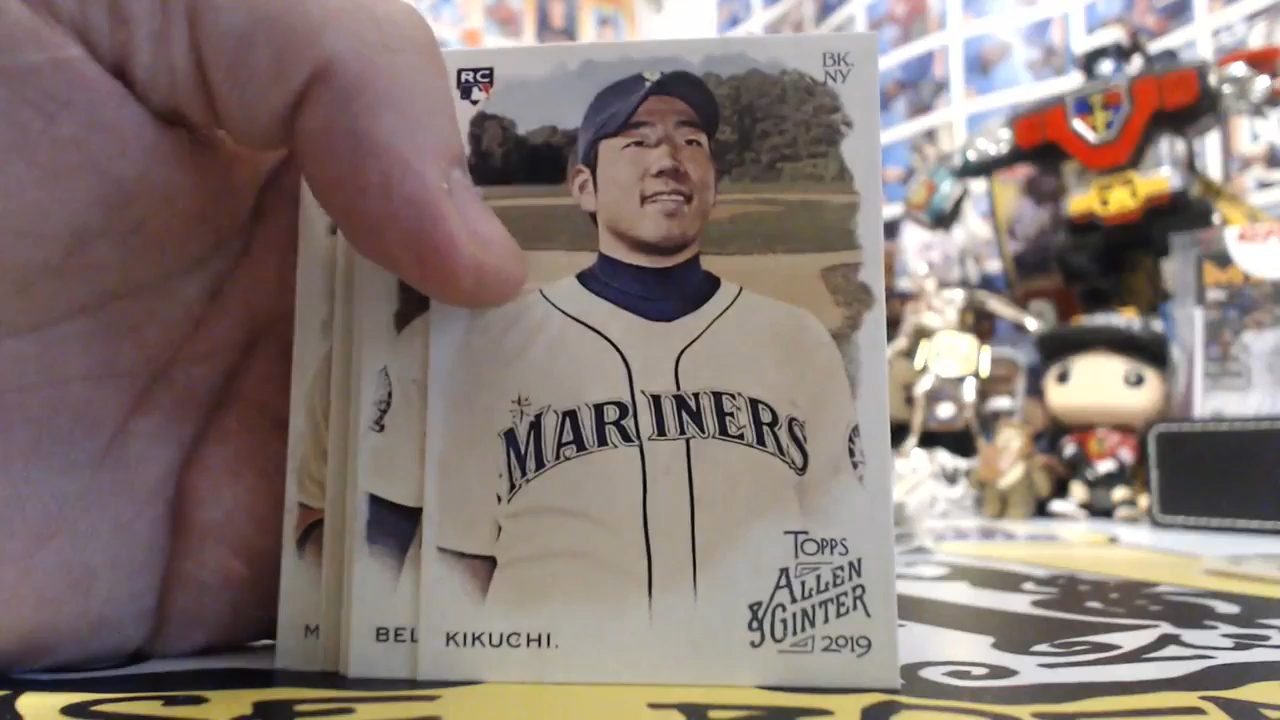 RC
BK.
NY
MARINERS
TOPPS
ALLEN
& GINTER
2019
M
BEL
KIKUCHI.